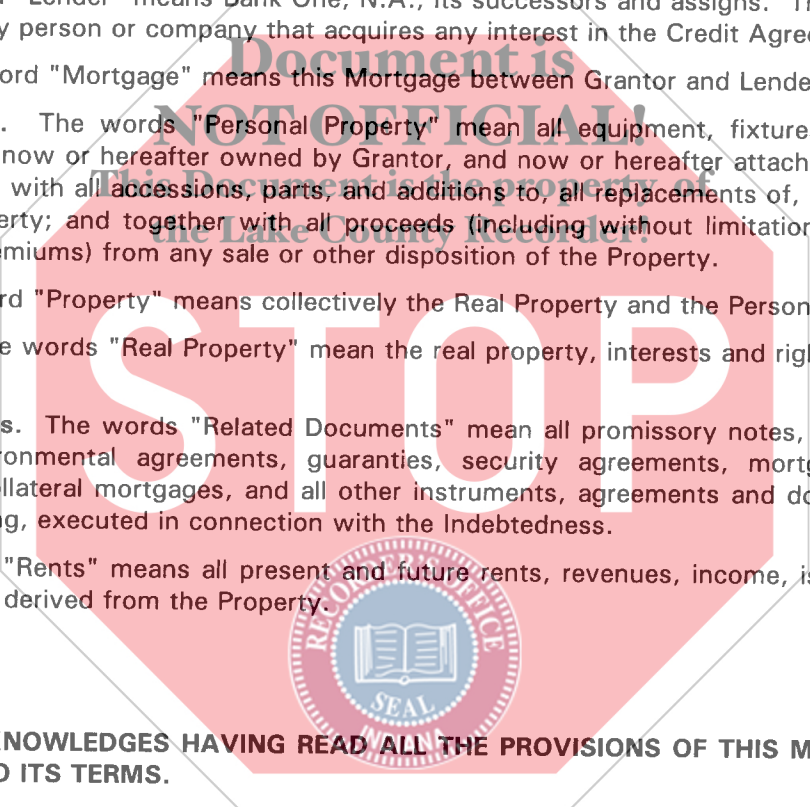 "Lender" means Bank One, N.A., its successors and assigns.
y person or company that acquires any interest in the Credit Agree
Document is
ord "Mortgage" means this Mortgage between Grantor and Lende
NOT OFFICIAL!
. The words "Personal Property" mean all equipment, fixture
now or hereafter owned by Grantor, and now or hereafter attach
This Document is the property of
with all accessions, parts, and additions to, all replacements of,
the Lake County Recorder!
erty; and together with all proceeds (including without limitation
emiums) from any sale or other disposition of the Property.
rd "Property" means collectively the Real Property and the Person
STOP
e words "Real Property" mean the real property, interests and righ
s. The words "Related Documents" mean all promissory notes,
ronmental agreements, guaranties, security agreements, mortg
llateral mortgages, and all other instruments, agreements and do
ng, executed in connection with the Indebtedness.
"Rents" means all present and future rents, revenues, income, is
derived from the Property.
RECORDER'S OFFICE
SEAL
INDIANA
KNOWLEDGES HAVING READ ALL THE PROVISIONS OF THIS M
O ITS TERMS.